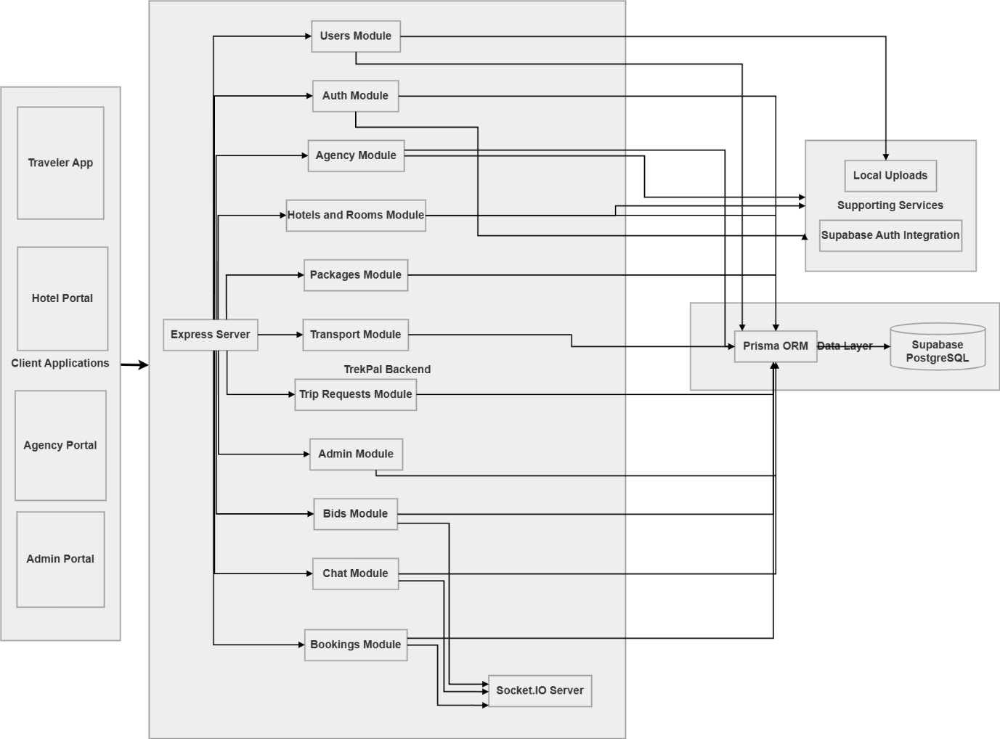 Users Module
Auth Module
Agency Module
Hotels and Rooms Module
Packages Module
Express Server
Transport Module
TrekPal Backend
Trip Requests Module
Admin Module
Bids Module
Chat Module
Bookings Module
Socket.IO Server
Traveler App
Hotel Portal
Client Applications
Agency Portal
Admin Portal
Local Uploads
Supporting Services
Supabase Auth Integration
Prisma ORM
Data Layer
Supabase
PostgreSQL